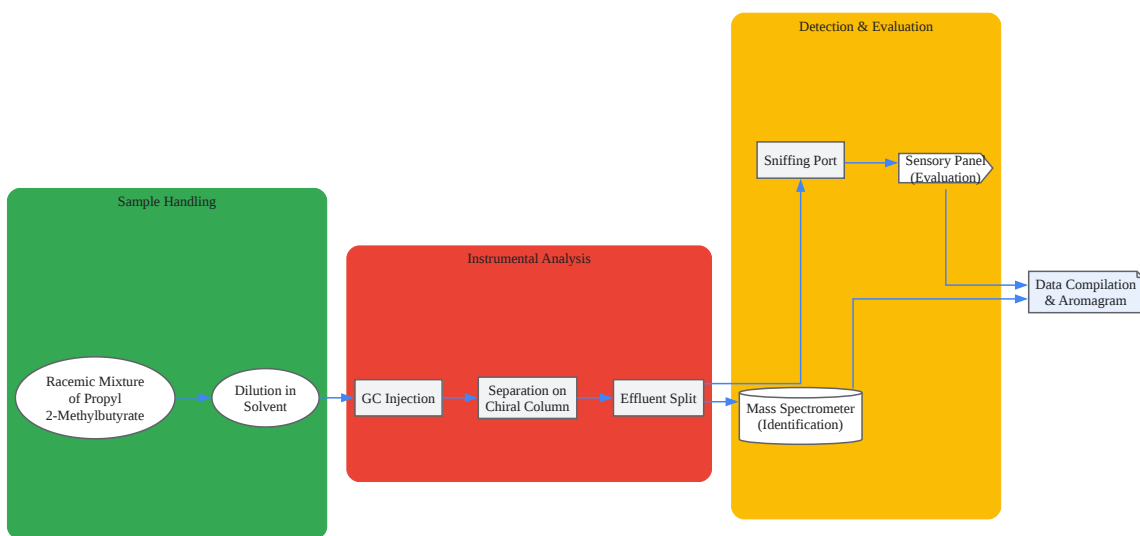 Sample Handling
Racemic Mixture
of Propyl
2-Methylbutyrate
Dilution in
Solvent
Instrumental Analysis
GC Injection
Separation on
Chiral Column
Effluent Split
Detection & Evaluation
Sniffing Port
Sensory Panel
(Evaluation)
Mass Spectrometer
(Identification)
Data Compilation
& Aromagram